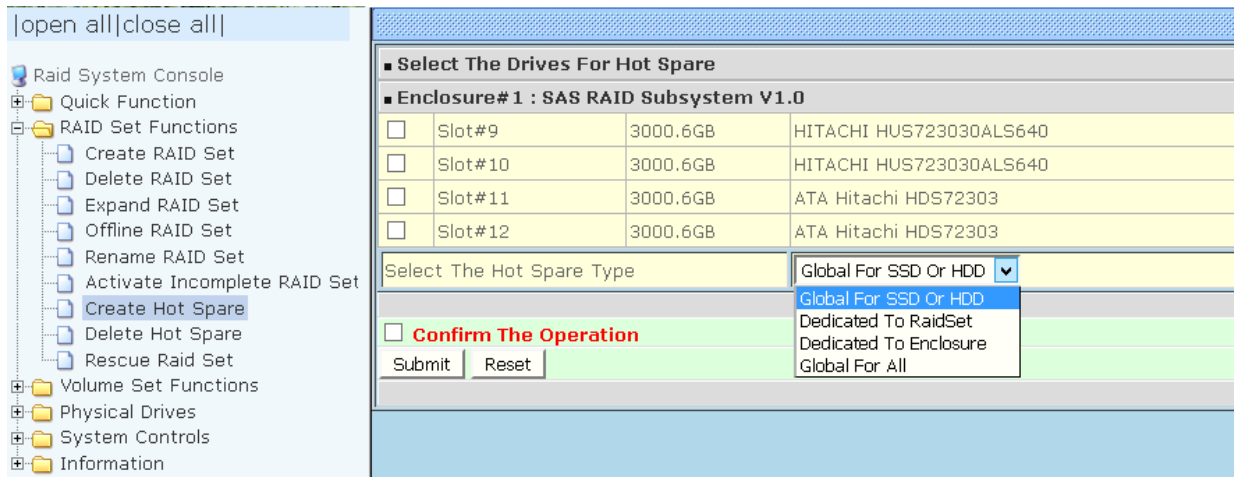 |open all|close all|
Raid System Console
Quick Function
RAID Set Functions
Create RAID Set
Delete RAID Set
Expand RAID Set
Offline RAID Set
Rename RAID Set
Activate Incomplete RAID Set
Create Hot Spare
Delete Hot Spare
Rescue Raid Set
Volume Set Functions
Physical Drives
System Controls
Information
Select The Drives For Hot Spare
Enclosure#1 : SAS RAID Subsystem V1.0
Slot#9 3000.6GB HITACHI HUS723030ALS640
Slot#10 3000.6GB HITACHI HUS723030ALS640
Slot#11 3000.6GB ATA Hitachi HDS72303
Slot#12 3000.6GB ATA Hitachi HDS72303
Select The Hot Spare Type Global For SSD Or HDD
Global For SSD Or HDD
Dedicated To RaidSet
Dedicated To Enclosure
Global For All
Confirm The Operation
Submit Reset